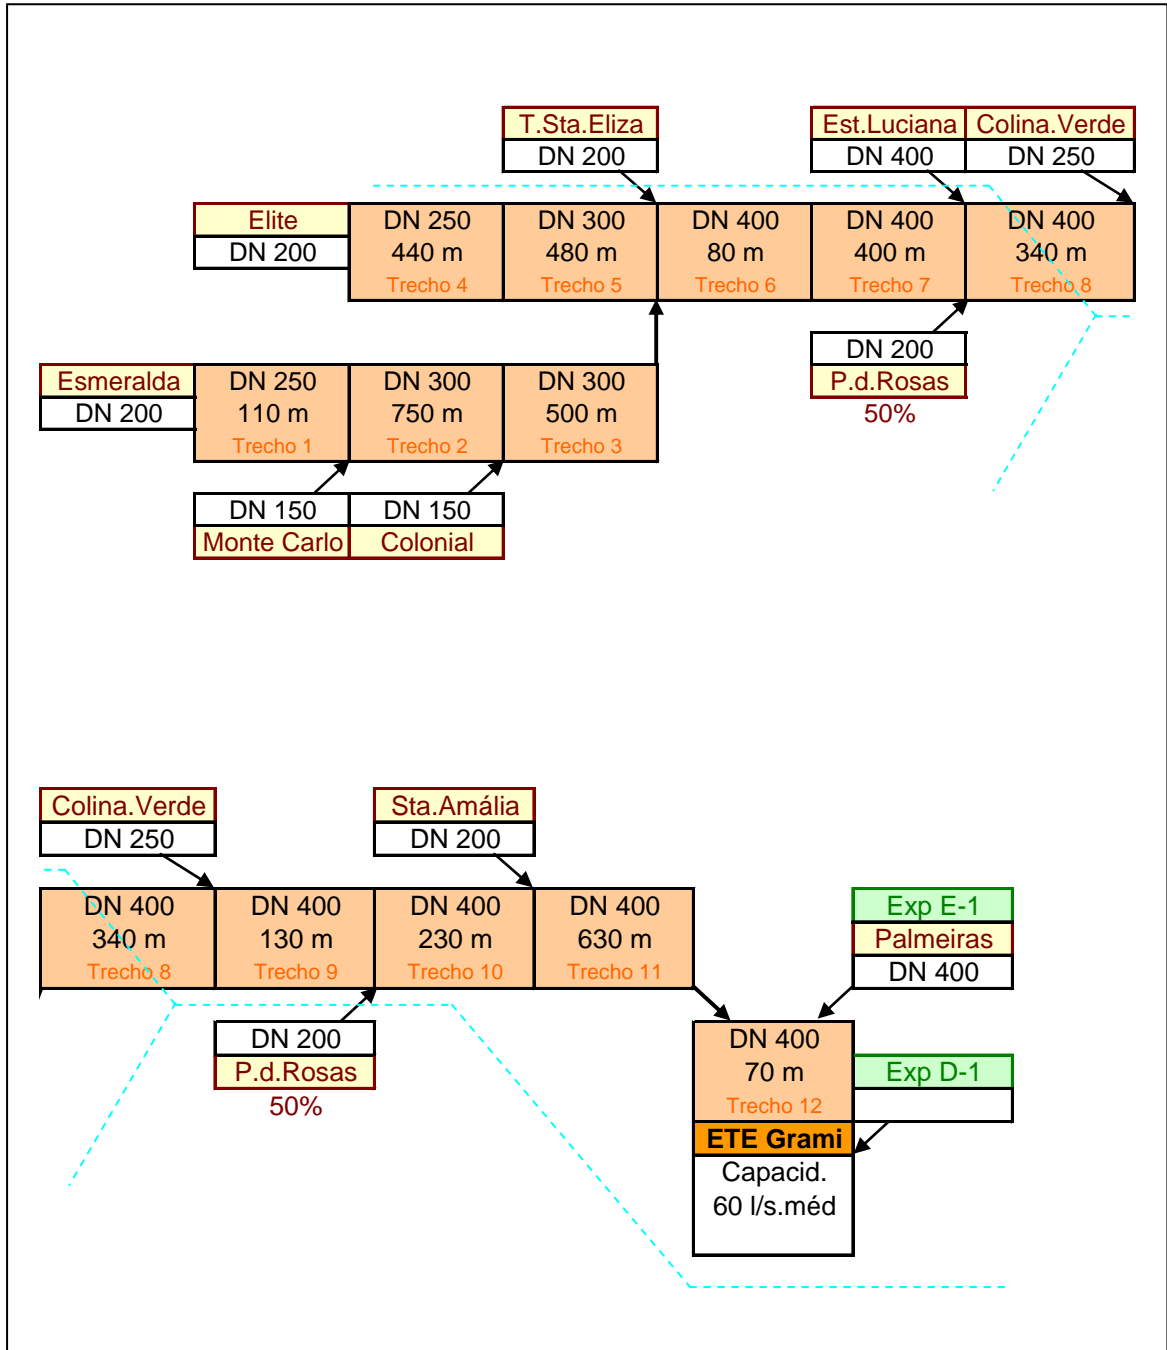 T.Sta.Eliza
DN 200
Est.Luciana
DN 400
Colina.Verde
DN 250
Elite
DN 200
DN 250
440 m
Trecho 4
DN 300
480 m
Trecho 5
DN 400
80 m
Trecho 6
DN 400
400 m
Trecho 7
DN 400
340 m
Trecho 8
DN 200
P.d.Rosas
50%
Esmeralda
DN 200
DN 250
110 m
Trecho 1
DN 300
750 m
Trecho 2
DN 300
500 m
Trecho 3
DN 150
Monte Carlo
DN 150
Colonial
Colina.Verde
DN 250
Sta.Amália
DN 200
DN 400
340 m
Trecho 8
DN 400
130 m
Trecho 9
DN 400
230 m
Trecho 10
DN 400
630 m
Trecho 11
Exp E-1
Palmeiras
DN 400
DN 200
P.d.Rosas
50%
DN 400
70 m
Trecho 12
Exp D-1
ETE Grami
Capacid.
60 l/s.méd